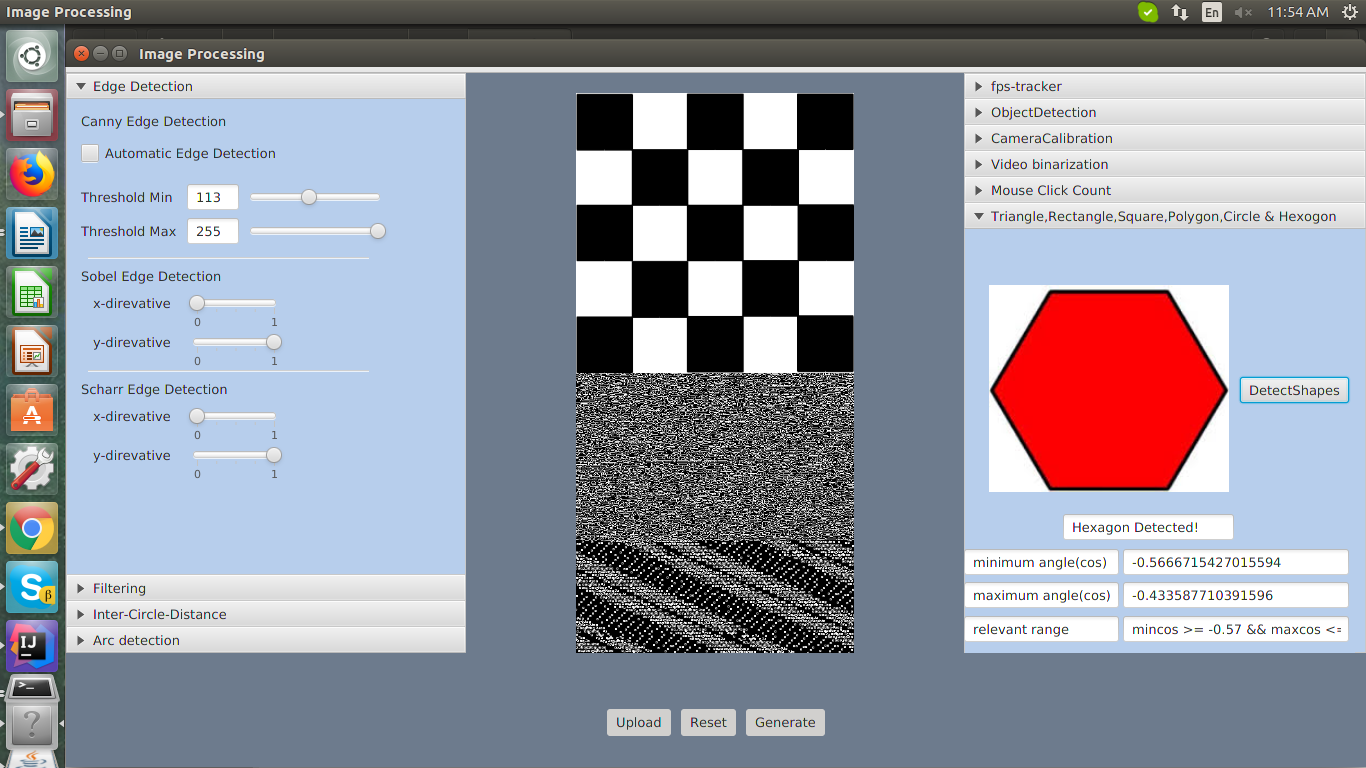 Image Processing
En
11:54 AM
Image Processing
Edge Detection
Canny Edge Detection
Automatic Edge Detection
Threshold Min 113
Threshold Max 255
Sobel Edge Detection
x-direvative
0 1
y-direvative
0 1
Scharr Edge Detection
x-direvative
0 1
y-direvative
0 1
Filtering
Inter-Circle-Distance
Arc detection
fps-tracker
ObjectDetection
CameraCalibration
Video binarization
Mouse Click Count
Triangle,Rectangle,Square,Polygon,Circle & Hexogon
DetectShapes
Hexagon Detected!
minimum angle(cos) -0.5666715427015594
maximum angle(cos) -0.433587710391596
relevant range mincos >= -0.57 && maxcos <=
Upload Reset Generate
A
S
β
IJ
>_
?